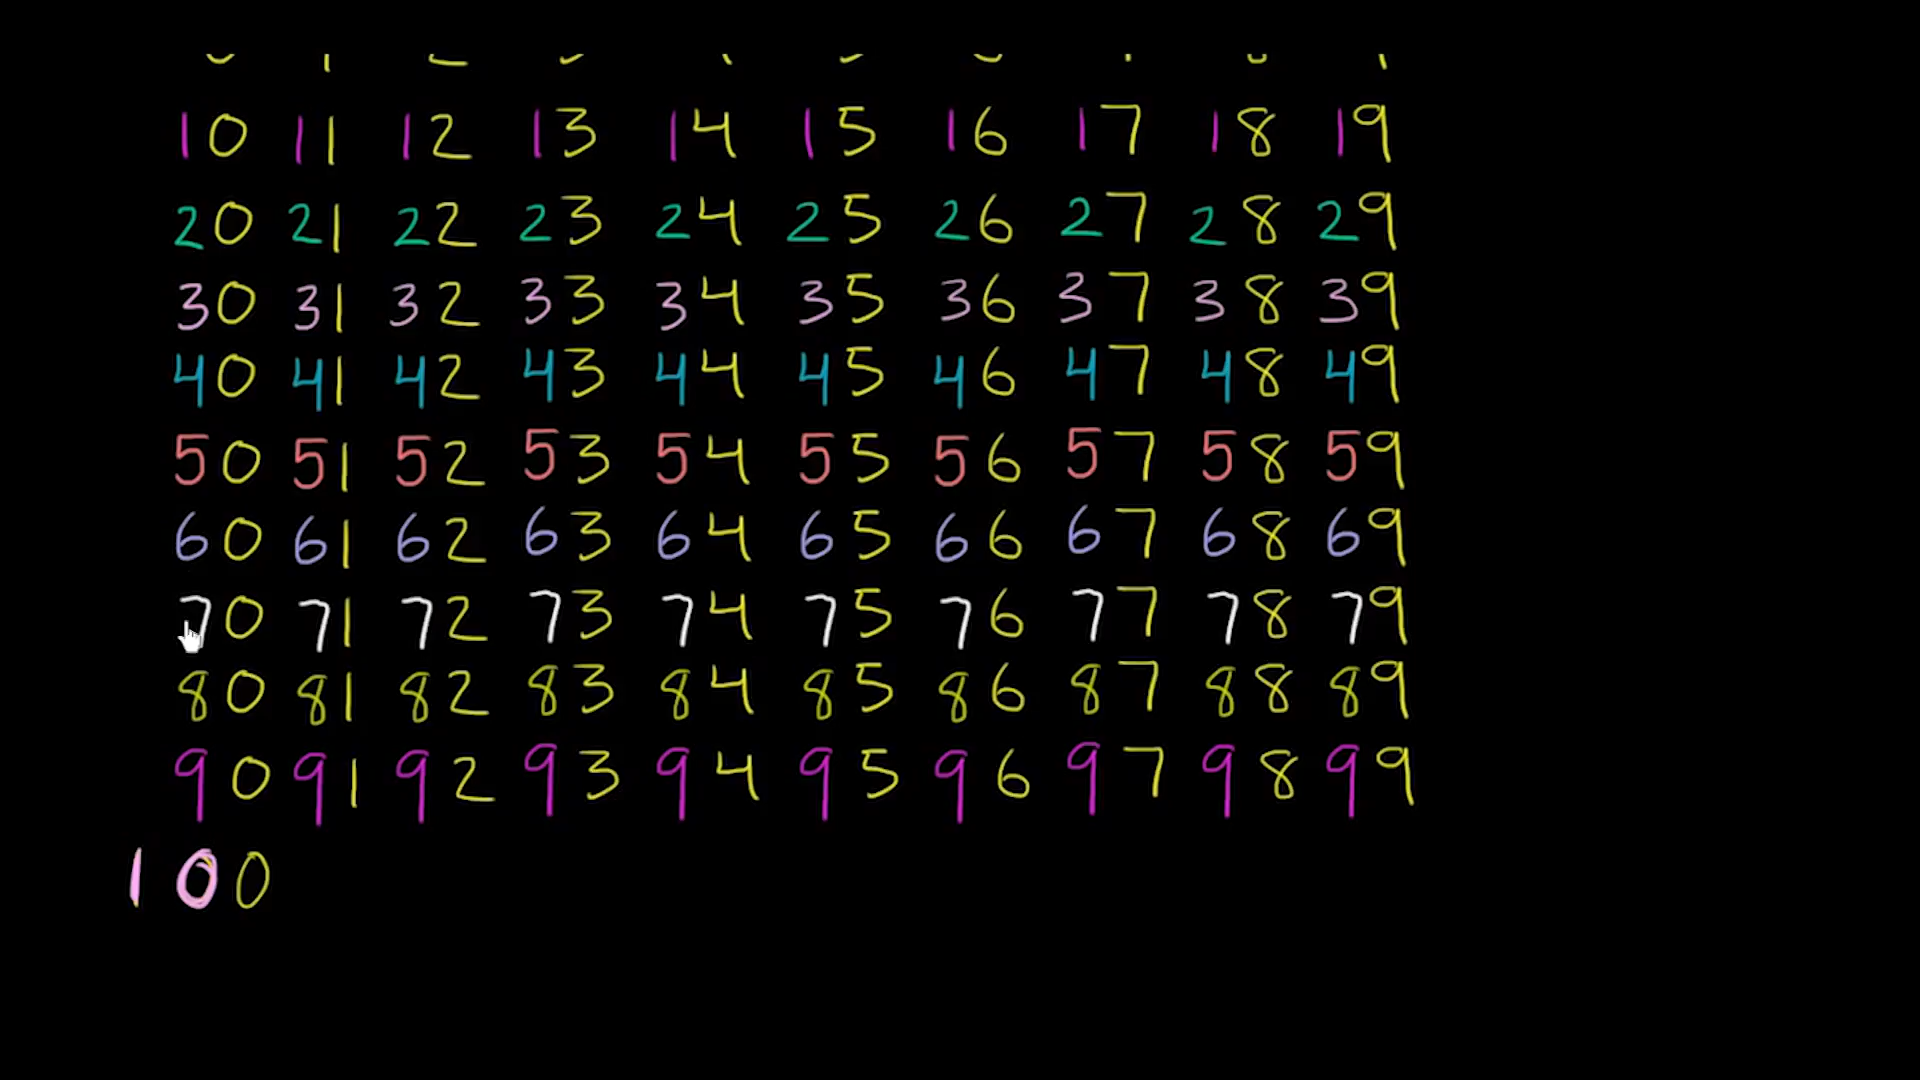 10 11 12 13 14 15 16 17 18 19
20 21 22 23 24 25 26 27 28 29
30 31 32 33 34 35 36 37 38 39
40 41 42 43 44 45 46 47 48 49
50 51 52 53 54 55 56 57 58 59
60 61 62 63 64 65 66 67 68 69
70 71 72 73 74 75 76 77 78 79
80 81 82 83 84 85 86 87 88 89
90 91 92 93 94 95 96 97 98 99
100